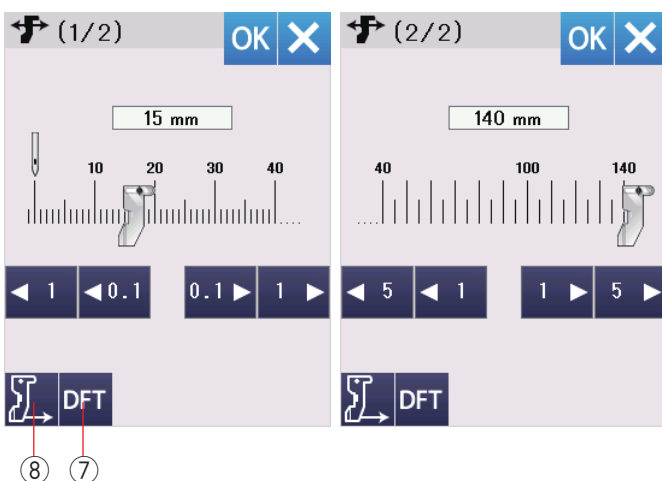 (1/2)
OK
15 mm
10 20 30 40
◀ 1 ◀0.1 0.1▶ 1 ▶
DFT
⑧ ⑦
(2/2)
OK
140 mm
40 100 140
◀ 5 ◀ 1 1 ▶ 5 ▶
DFT